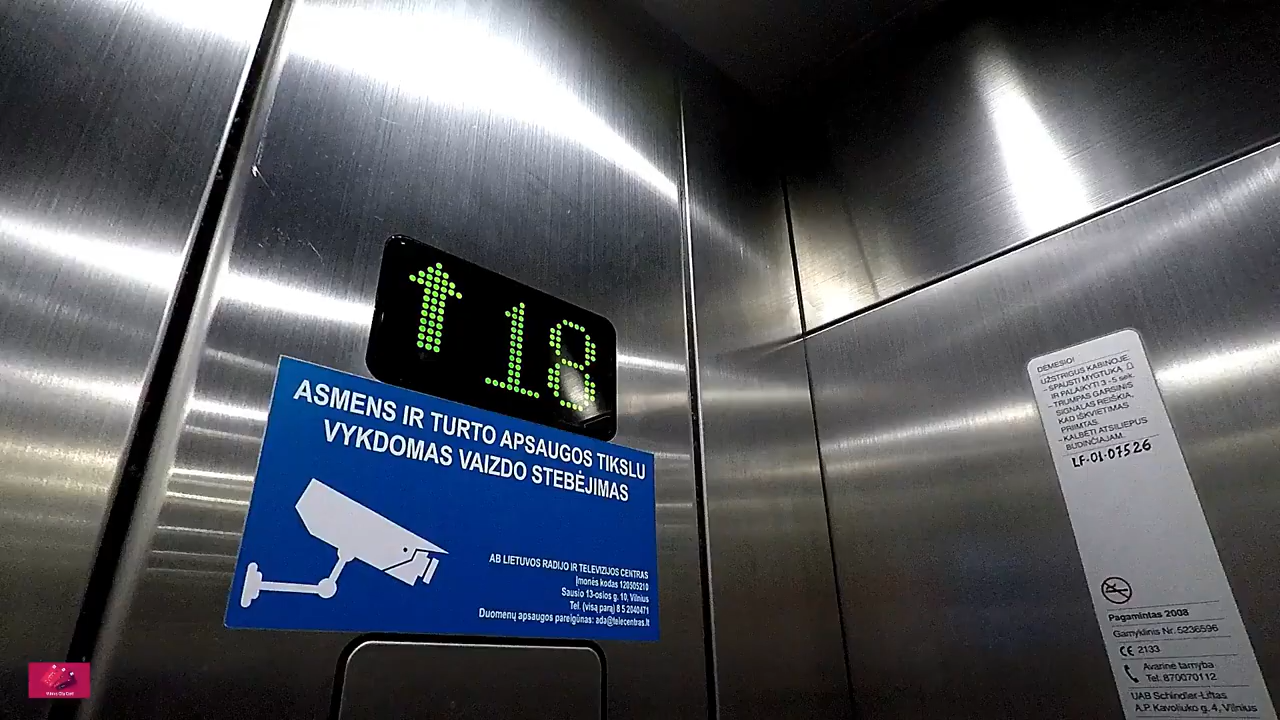 ↑ 18
ASMENS IR TURTO APSAUGOS TIKSLU
VYKDOMAS VAIZDO STEBĖJIMAS
AB LIETUVOS RADIJO IR TELEVIZIJOS CENTRAS
Įmonės kodas 120505210
Sausio 13-osios g. 10, Vilnius
Tel. (visą parą) 8 5 2040471
Duomenų apsaugos pareigūnas: ada@telecentras.lt
DĖMESIO!
UŽSTRIGUS KABINOJE:
- SPAUSTI MYGTUKĄ
IR PALAIKYTI 3 - 5 sek.
- TRUMPAS GARSINIS
SIGNALAS REIŠKIA,
KAD IŠKVIETIMAS
PRIIMTAS.
- KALBĖTI ATSILIEPUS
BUDINČIAJAM.
LF-01-07526
Pagamintas 2008
Gamyklinis Nr. 5236596
CE 2133
Avarinė tarnyba
Tel. 870070112
UAB Schindler-Liftas
A.P. Kavoliuko g. 4, Vilnius